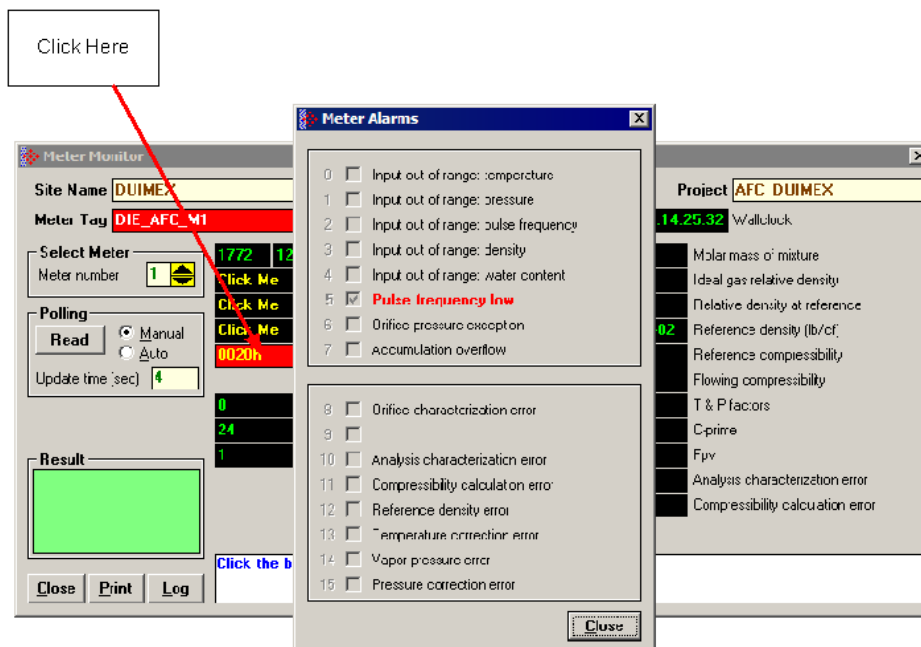 Click Here
Meter Alarms
Meter Monitor
Site Name DUIMEX
Project AFC DUIMEX
Meter Tag DIE_AFC_M1
.14.25.32 Wallclock
Select Meter
Meter number 1
1772 12
Click Me
Click Me
Click Me
0020h
0
24
1
Polling
Read
Manual
Auto
Update time (sec) 4
Result
Close Print Log
Click the b
0 Input out of range: temperature
1 Input out of range: pressure
2 Input out of range: pulse frequency
3 Input out of range: density
4 Input out of range: water content
5 Pulse frequency low
6 Orifice pressure exception
7 Accumulation overflow
8 Orifice characterization error
9
10 Analysis characterization error
11 Compressibility calculation error
12 Reference density error
13 Temperature correction error
14 Vapor pressure error
15 Pressure correction error
Close
Molar mass of mixture
Ideal gas relative density
Relative density at reference
-02 Reference density (lb/cf)
Reference compressibility
Flowing compressibility
T & P factors
C-prime
Fpv
Analysis characterization error
Compressibility calculation error